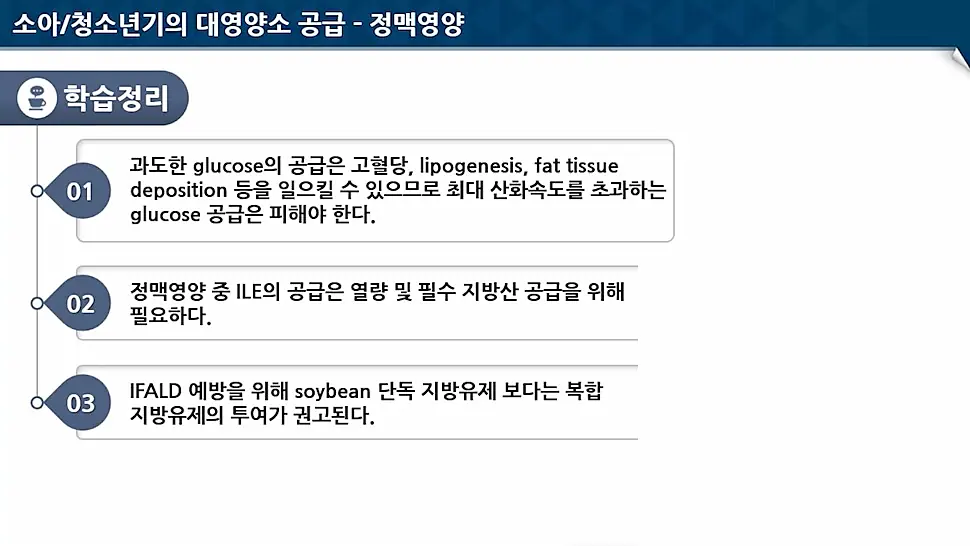 소아/청소년기의 대영양소 공급 – 정맥영양
학습정리
01
과도한 glucose의 공급은 고혈당, lipogenesis, fat tissue
deposition 등을 일으킬 수 있으므로 최대 산화속도를 초과하는
glucose 공급은 피해야 한다.
02
정맥영양 중 ILE의 공급은 열량 및 필수 지방산 공급을 위해
필요하다.
03
IFALD 예방을 위해 soybean 단독 지방유제 보다는 복합
지방유제의 투여가 권고된다.